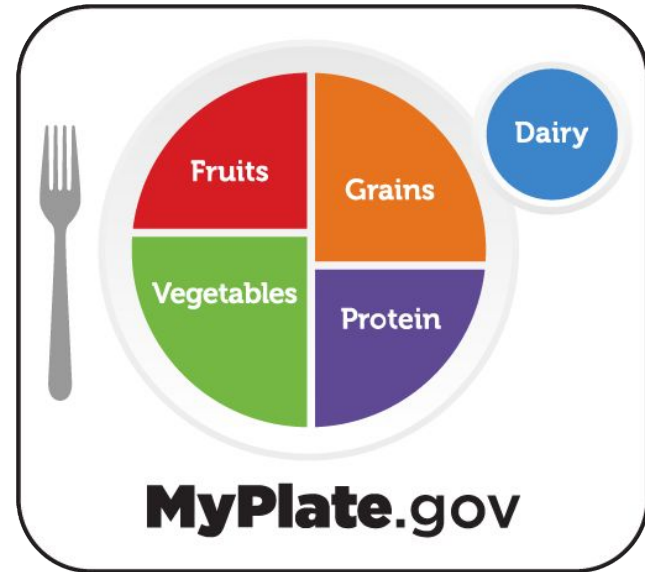 Fruits
Grains
Dairy
Vegetables
Protein
MyPlate.gov